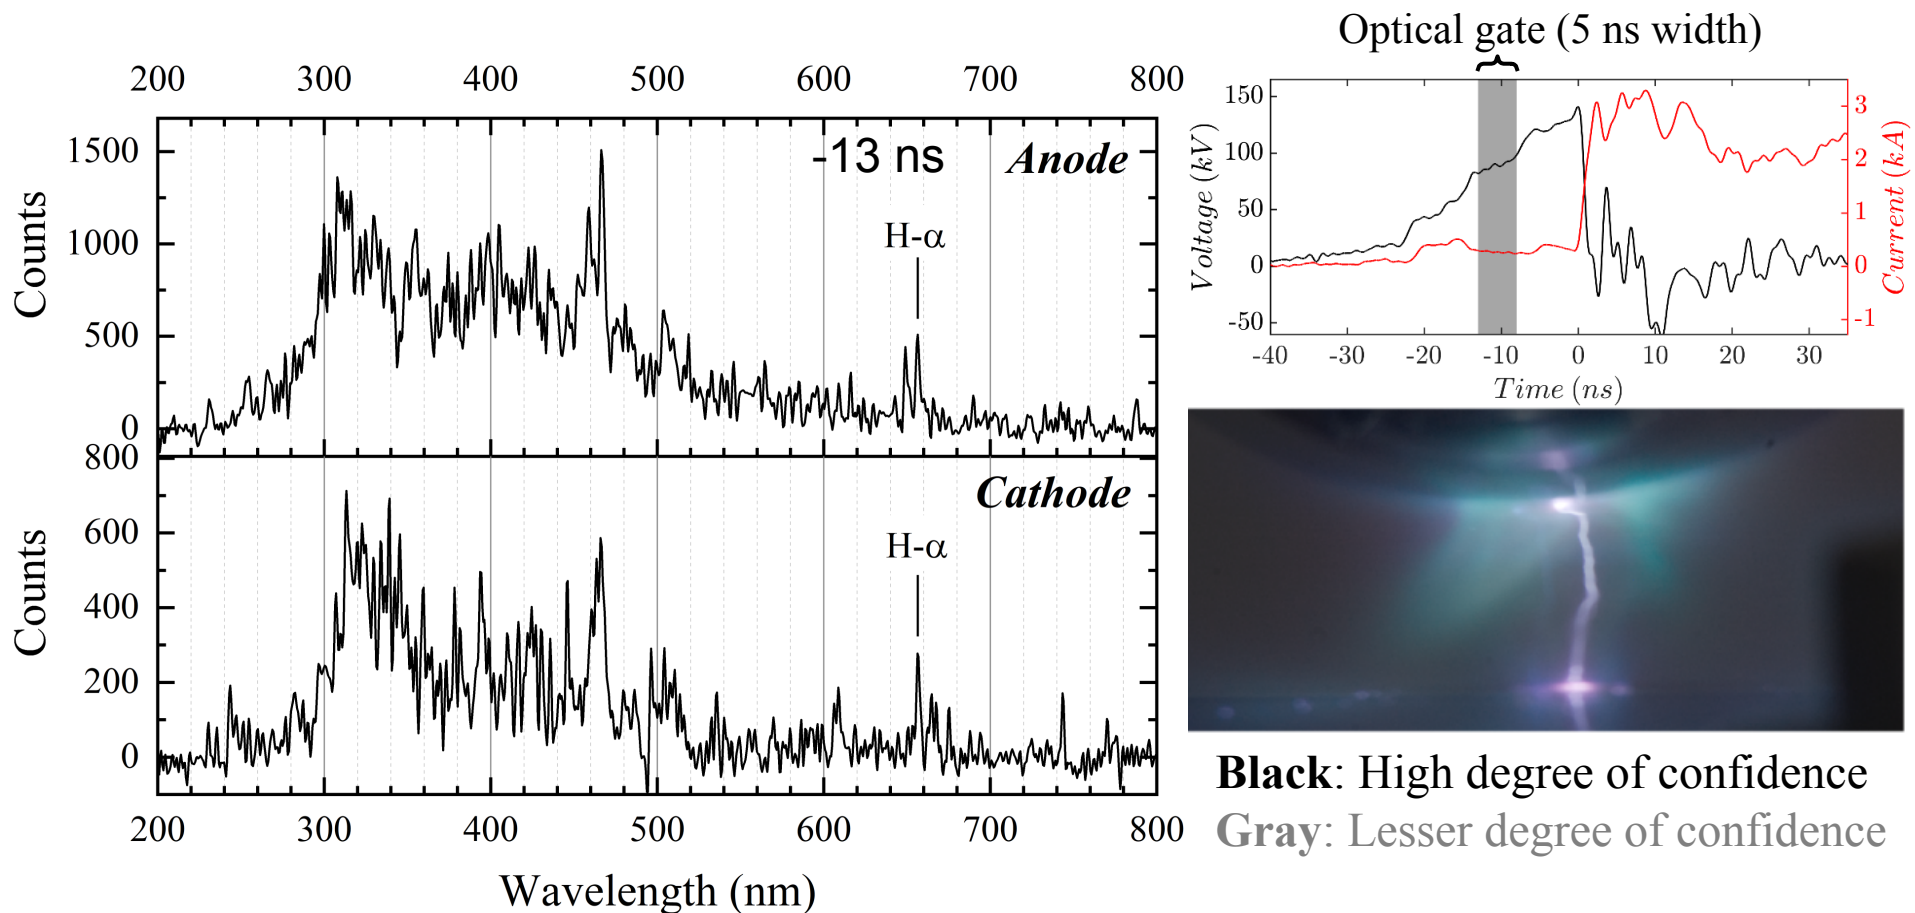 Optical gate (5 ns width)
200 300 400 500 600 700 800
1500
1000
500
0
Counts
-13 ns
Anode
H-α
800
600
400
200
0
Counts
Cathode
H-α
200 300 400 500 600 700 800
Wavelength (nm)
150
100
50
0
-50
Voltage (kV)
3
2
1
0
-1
Current (kA)
-40 -30 -20 -10 0 10 20 30
Time (ns)
Black: High degree of confidence
Gray: Lesser degree of confidence